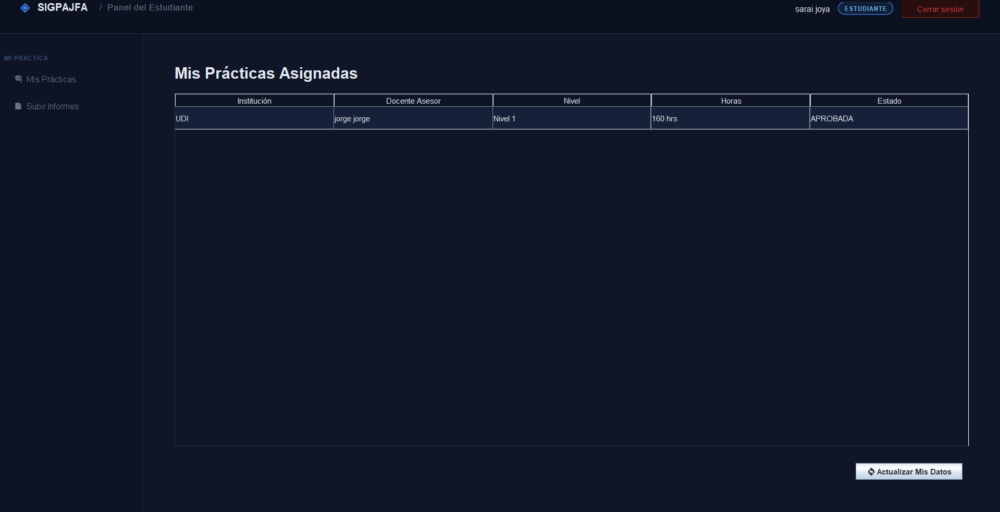 SIGPAJFA / Panel del Estudiante
sarai joya ESTUDIANTE Cerrar sesión
MI PRÁCTICA
Mis Prácticas
Subir Informes
Mis Prácticas Asignadas
Institución Docente Asesor Nivel Horas Estado
UDI jorge jorge Nivel 1 160 hrs APROBADA
Actualizar Mis Datos